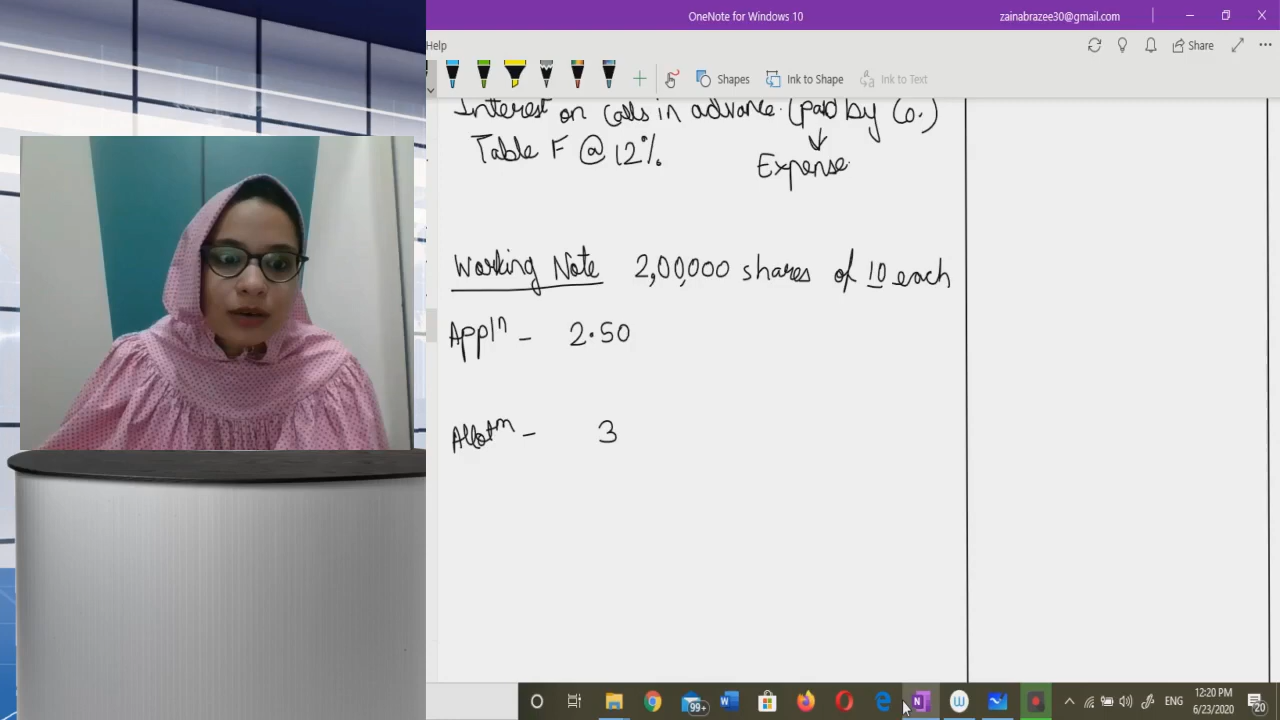 OneNote for Windows 10
zainabrazee30@gmail.com
Help
Share
Shapes
Ink to Shape
Ink to Text
Interest on calls in advance. (paid by Co.)
Table F @ 12%
Expense
Working Note 2,00,000 shares of 10 each
Appln - 2.50
Allotm - 3
99+
ENG
12:20 PM
6/23/2020
20